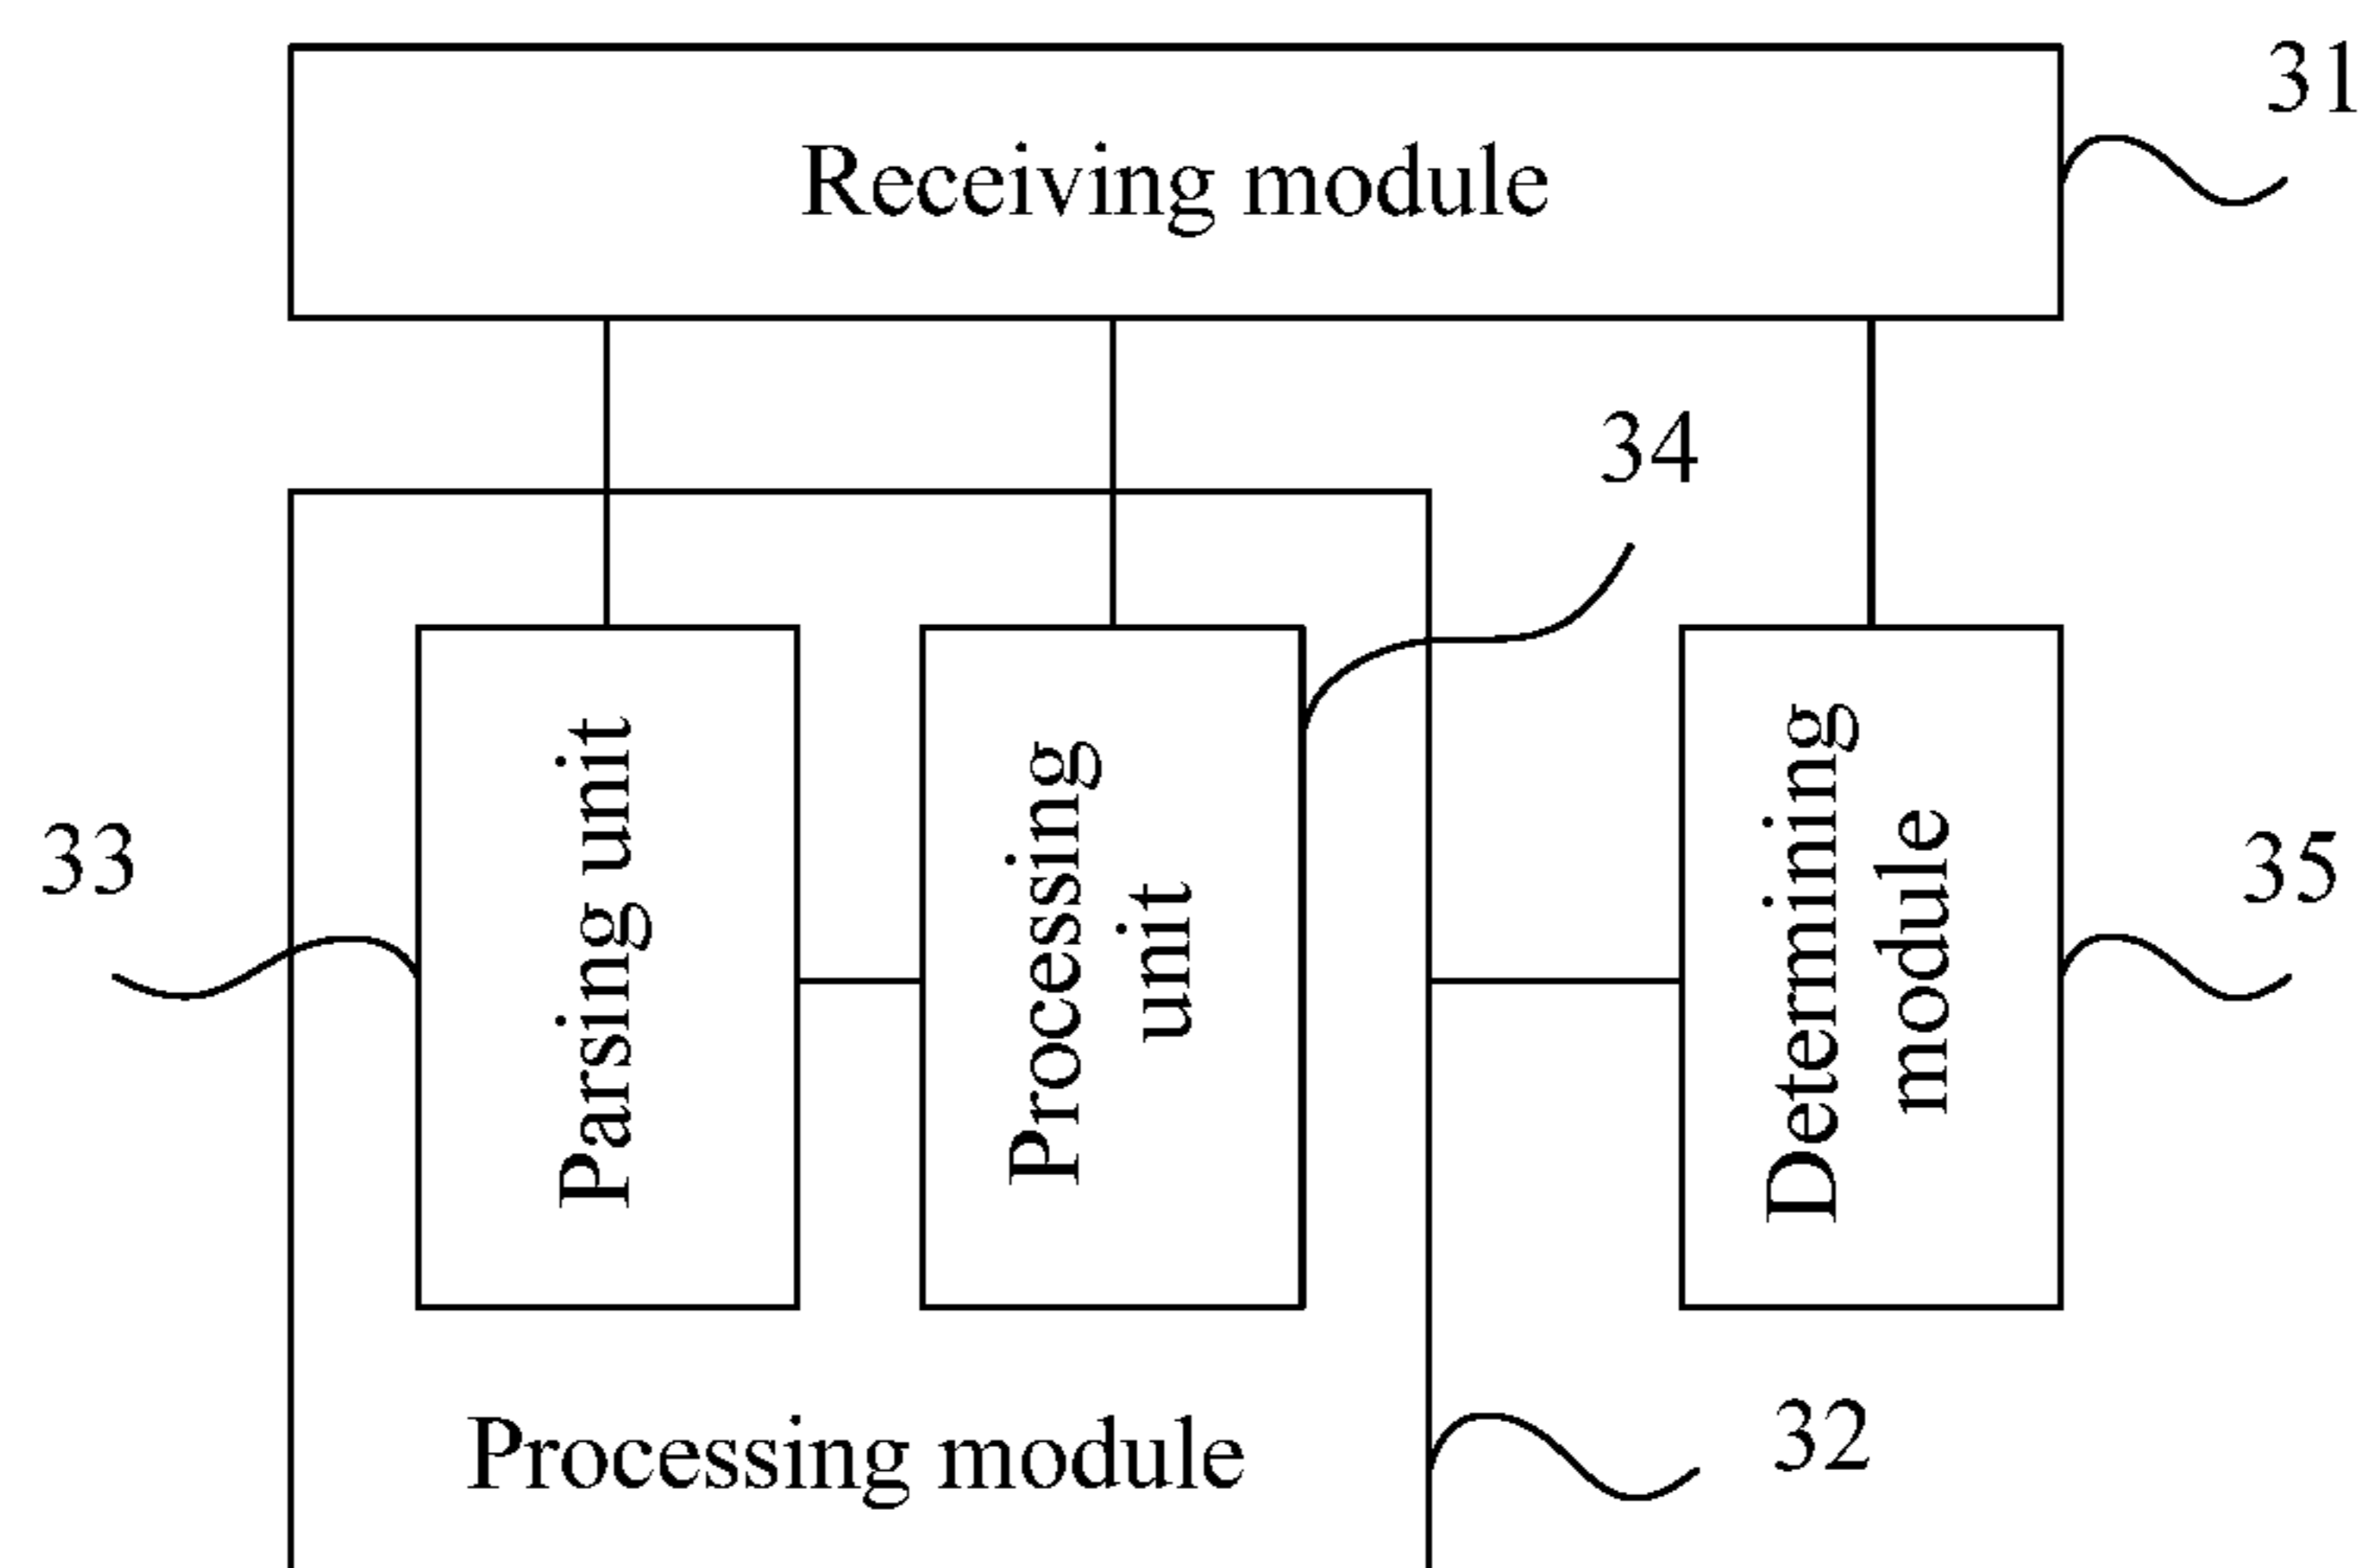 31
Receiving module
34
33
Parsing unit
Processing
unit
Determining
module
35
Processing module
32